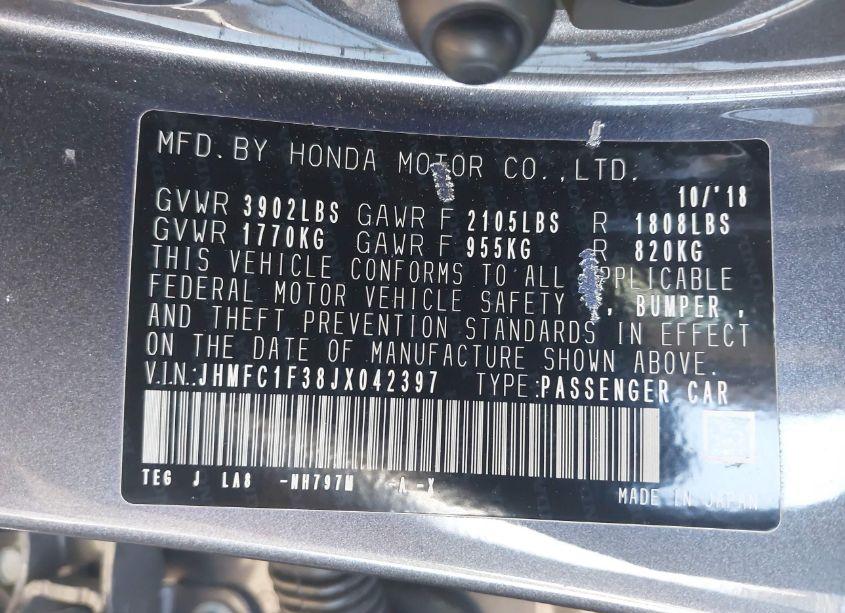 MFD. BY HONDA MOTOR CO.,LTD.
10/'18
GVWR 3902LBS GAWR F 2105LBS R 1808LBS
GVWR 1770KG GAWR F 955KG R 820KG
THIS VEHICLE CONFORMS TO ALL APPLICABLE
FEDERAL MOTOR VEHICLE SAFETY , BUMPER ,
AND THEFT PREVENTION STANDARDS IN EFFECT
ON THE DATE OF MANUFACTURE SHOWN ABOVE.
V.I.N.:JHMFC1F38JX042397 TYPE:PASSENGER CAR
TEG J LA8 -NH797M -A -X
MADE IN JAPAN